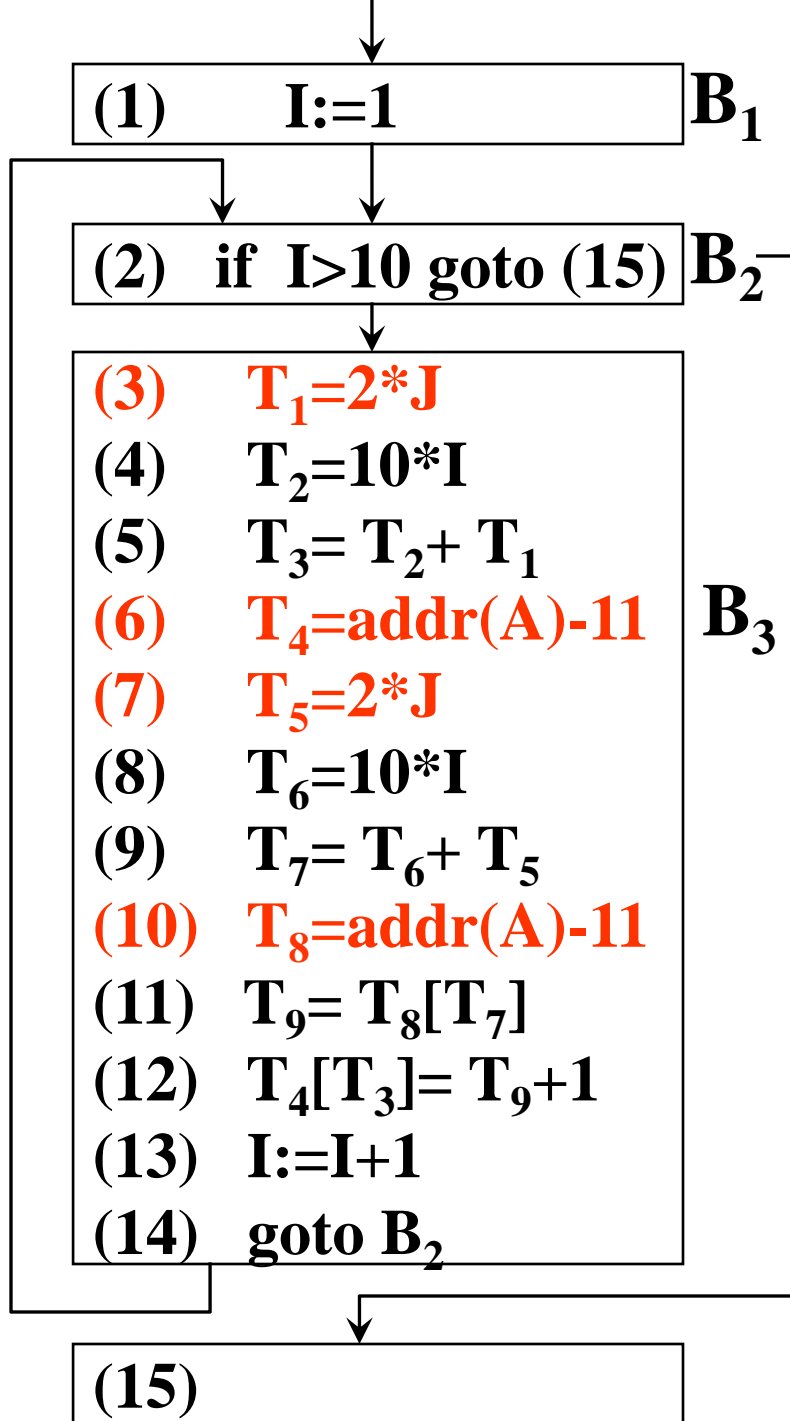 (1) I:=1 B₁
(2) if I>10 goto (15) B₂
(3) T₁=2*J
(4) T₂=10*I
(5) T₃= T₂+ T₁
(6) T₄=addr(A)-11 B₃
(7) T₅=2*J
(8) T₆=10*I
(9) T₇= T₆+ T₅
(10) T₈=addr(A)-11
(11) T₉= T₈[T₇]
(12) T₄[T₃]= T₉+1
(13) I:=I+1
(14) goto B₂
(15)